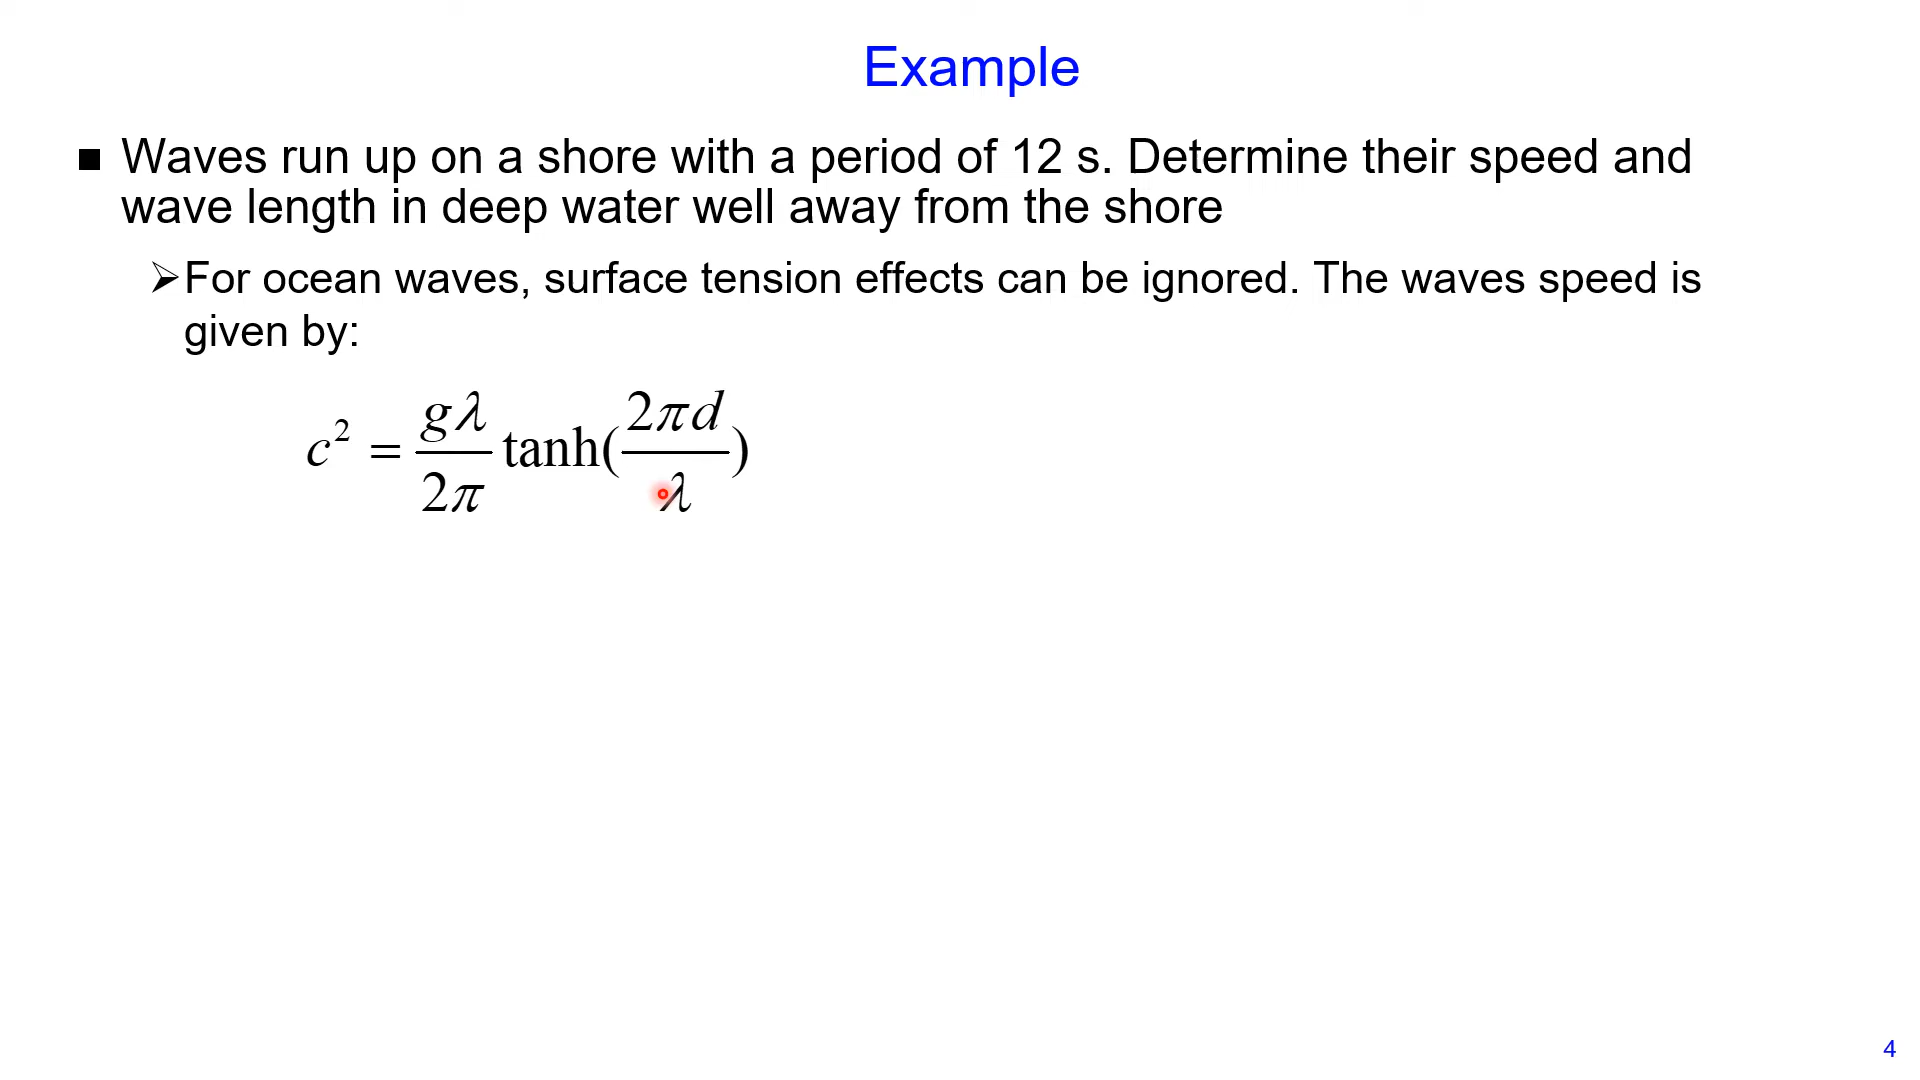 Example
■ Waves run up on a shore with a period of 12 s. Determine their speed and
wave length in deep water well away from the shore
➢For ocean waves, surface tension effects can be ignored. The waves speed is
given by:
c² = gλ/2π tanh(2πd/λ)
4